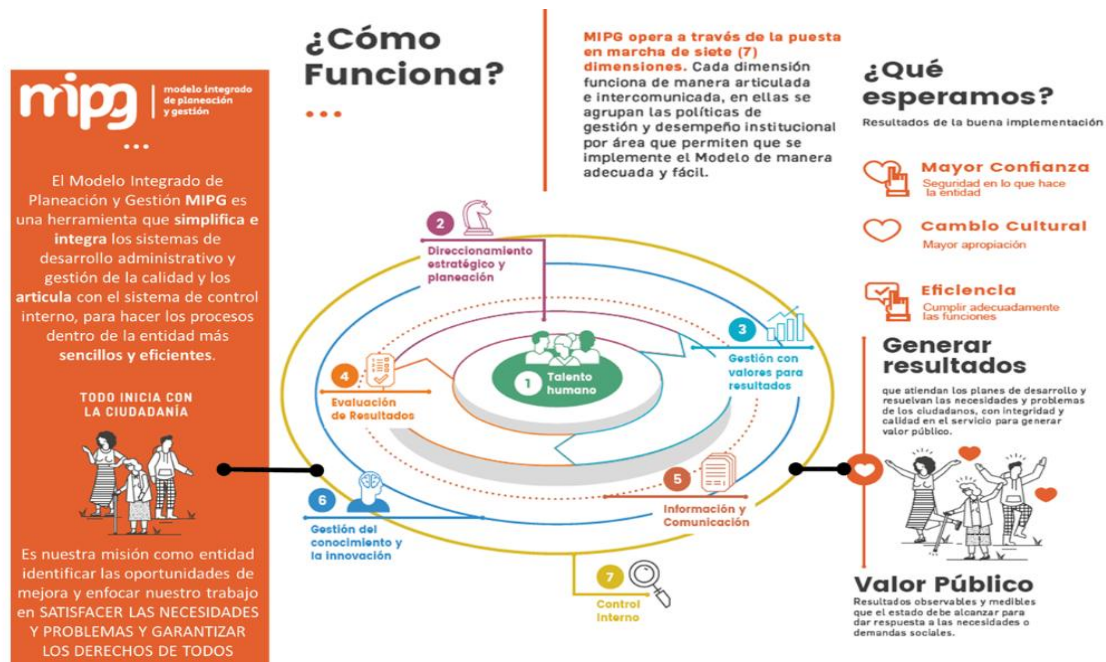 mipg
modelo integrado
de planeación
y gestión
El Modelo Integrado de
Planeación y Gestión MIPG es
una herramienta que simplifica e
integra los sistemas de
desarrollo administrativo y
gestión de la calidad y los
articula con el sistema de control
interno, para hacer los procesos
dentro de la entidad más
sencillos y eficientes.
TODO INICIA CON
LA CIUDADANÍA
Es nuestra misión como entidad
identificar las oportunidades de
mejora y enfocar nuestro trabajo
en SATISFACER LAS NECESIDADES
Y PROBLEMAS Y GARANTIZAR
LOS DERECHOS DE TODOS
¿Cómo
Funciona?
MIPG opera a través de la puesta
en marcha de siete (7)
dimensiones. Cada dimensión
funciona de manera articulada
e intercomunicada, en ellas se
agrupan las políticas de
gestión y desempeño institucional
por área que permiten que se
implemente el Modelo de manera
adecuada y fácil.
1 Talento
humano
2
Direccionamiento
estratégico y
planeación
3
Gestión con
valores para
resultados
4
Evaluación
de Resultados
5
Información y
Comunicación
6
Gestión del
conocimiento y
la innovación
7
Control
Interno
¿Qué
esperamos?
Resultados de la buena implementación
Mayor Confianza
Seguridad en lo que hace
la entidad
Cambio Cultural
Mayor apropiación
Eficiencia
Cumplir adecuadamente
las funciones
Generar
resultados
que atiendan los planes de desarrollo y
resuelvan las necesidades y problemas
de los ciudadanos, con integridad y
calidad en el servicio para generar
valor público.
Valor Público
Resultados observables y medibles
que el estado debe alcanzar para
dar respuesta a las necesidades o
demandas sociales.